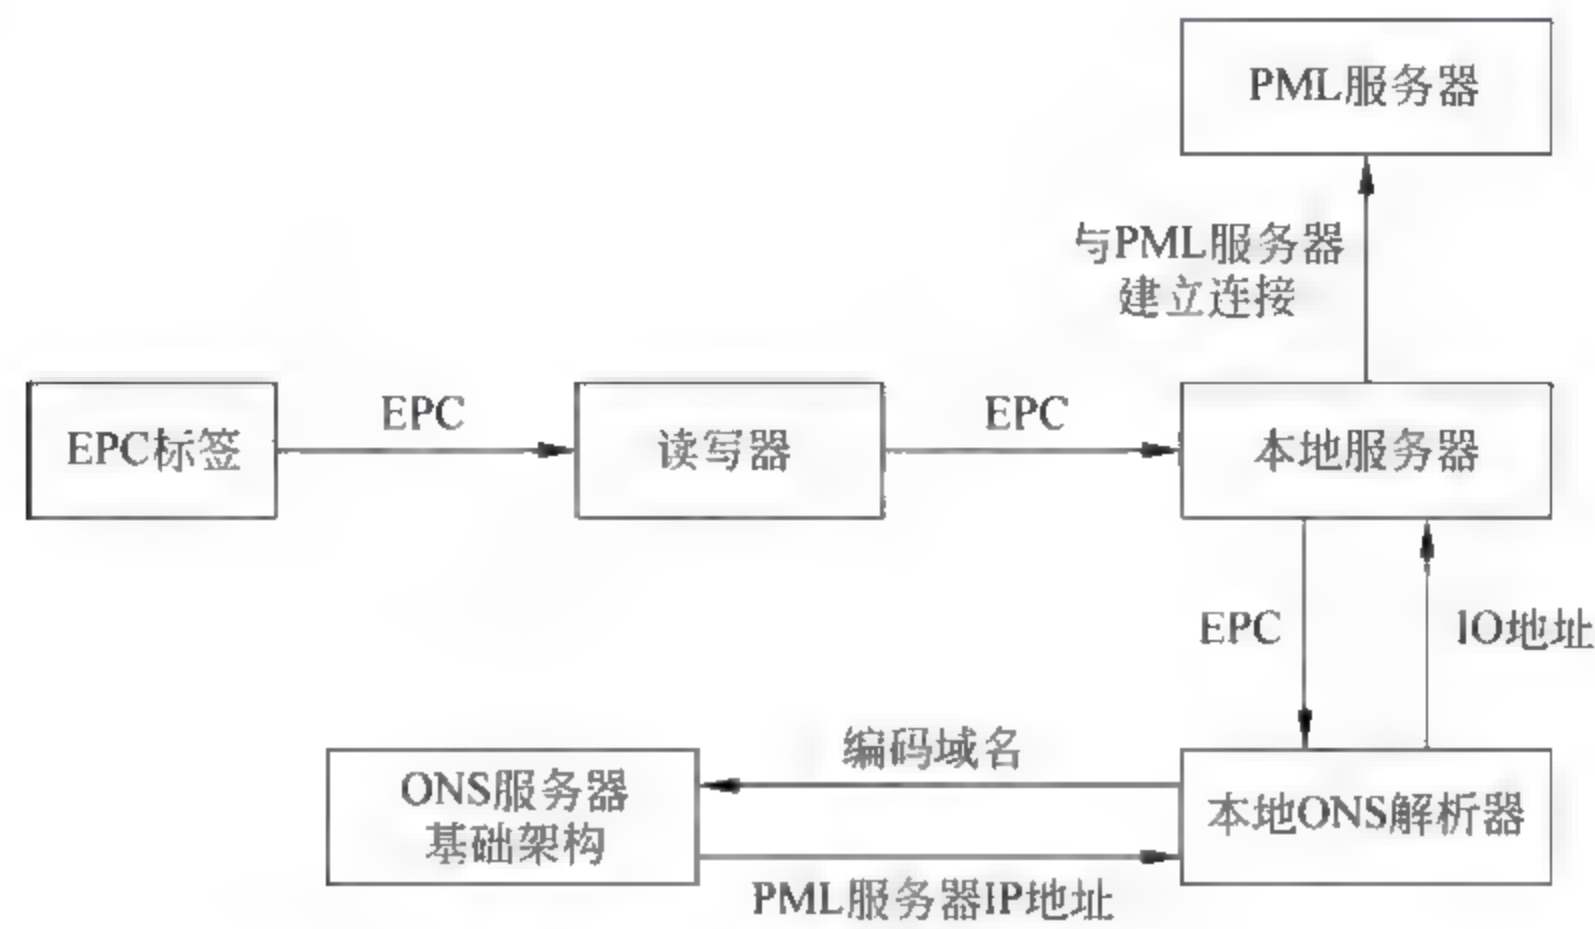 PML服务器
与PML服务器
建立连接
EPC标签
EPC
读写器
EPC
本地服务器
EPC
IO地址
ONS服务器
基础架构
编码域名
本地ONS解析器
PML服务器IP地址